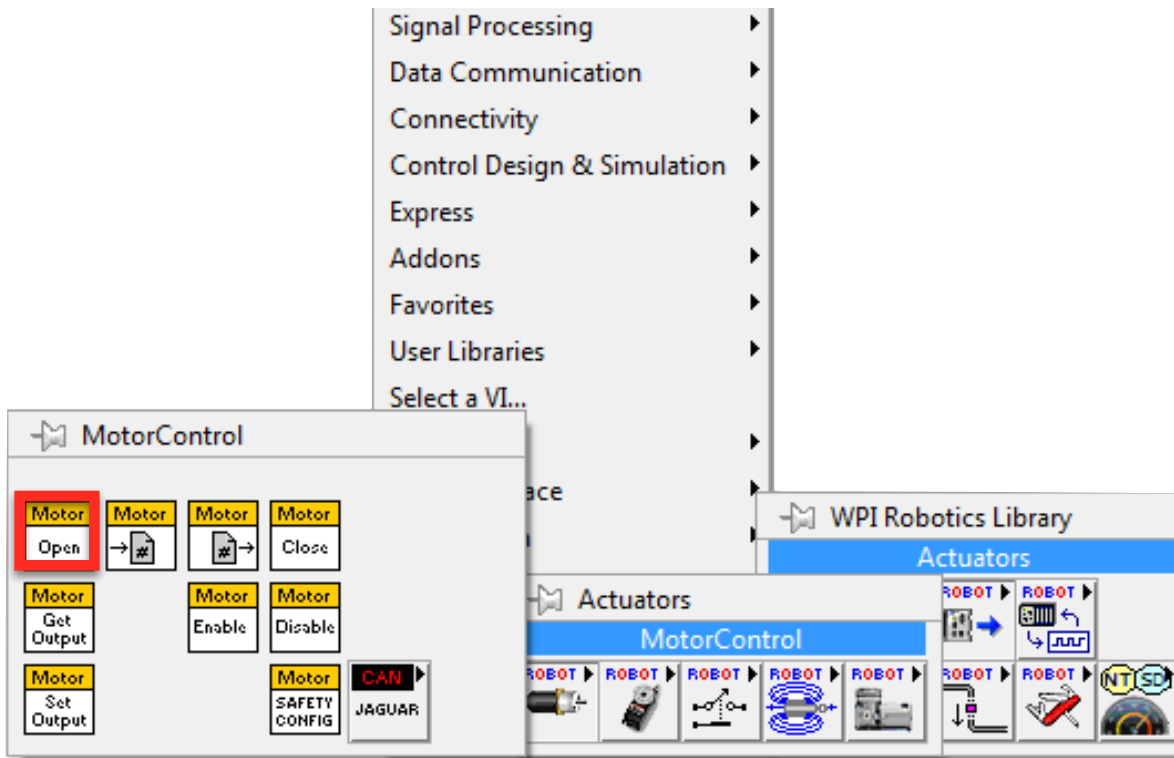 Signal Processing
Data Communication
Connectivity
Control Design & Simulation
Express
Addons
Favorites
User Libraries
Select a VI...
MotorControl
Motor Motor Motor Motor
Open # # Close
Motor Motor Motor
Get Output Enable Disable
Motor Motor CAN
Set Output SAFETY CONFIG JAGUAR
ace
WPI Robotics Library
Actuators
ROBOT ROBOT
Actuators
MotorControl
ROBOT ROBOT ROBOT ROBOT ROBOT ROBOT ROBOT NT SD